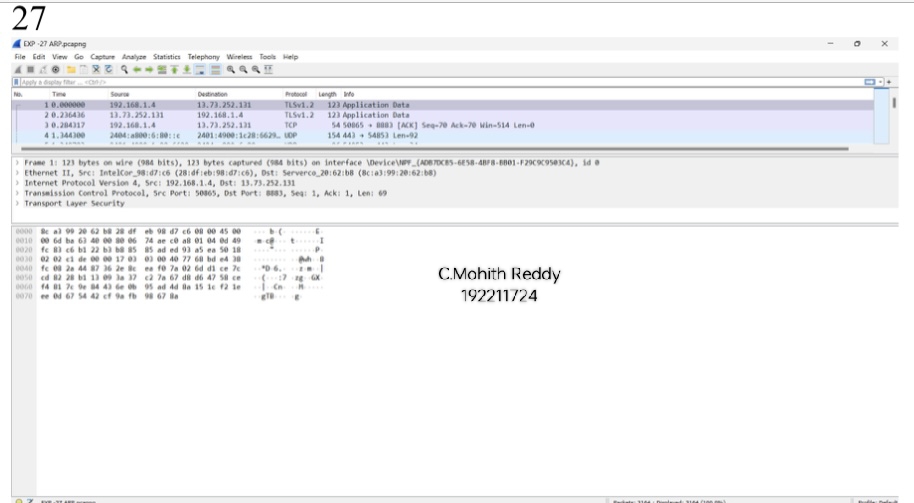 27
EXP -27 ARP.pcapng
File Edit View Go Capture Analyze Statistics Telephony Wireless Tools Help
Apply a display filter ... <Ctrl-/>
No. Time Source Destination Protocol Length Info
1 0.000000 192.168.1.4 13.73.252.131 TLSv1.2 123 Application Data
2 0.236436 13.73.252.131 192.168.1.4 TLSv1.2 123 Application Data
3 0.284317 192.168.1.4 13.73.252.131 TCP 54 50865 → 8883 [ACK] Seq=70 Ack=70 Win=514 Len=0
4 1.344300 2404:a800:6:80::c 2401:4900:1c28:6629… UDP 154 443 → 54853 Len=92
Frame 1: 123 bytes on wire (984 bits), 123 bytes captured (984 bits) on interface
Ethernet II, Src: IntelCor_98:d7:c6 (28:df:eb:98:d7:c6), Dst: Serverco_20:62:b8 (8c:a3:99:20:62:b8)
Internet Protocol Version 4, Src: 192.168.1.4, Dst: 13.73.252.131
Transmission Control Protocol, Src Port: 50865, Dst Port: 8883, Seq: 1, Ack: 1, Len: 69
Transport Layer Security
0000 8c a3 99 20 62 b8 28 df eb 98 d7 c6 08 00 45 00
0010 00 6d ba 63 40 00 80 06 74 ae c0 a8 01 04 0d 49
0020 fc 83 c6 b1 22 b3 b8 85 85 ad ed 93 a5 ea 50 18
0030 02 02 c1 de 00 00 17 03 03 00 40 77 68 bd e4 38
0040 fc 08 2a 44 87 36 2e 8c ea f0 7a 02 6d d1 ce 7c
0050 cd 82 28 b1 13 09 3a 37 c2 7a 67 d8 d6 47 58 ce
0060 f4 81 7c 9e 84 43 6e 0b 95 ad 4d 8a 15 1c f2 1e
0070 ee 0d 67 54 42 cf 9a fb 98 67 8a
C.Mohith Reddy
192211724